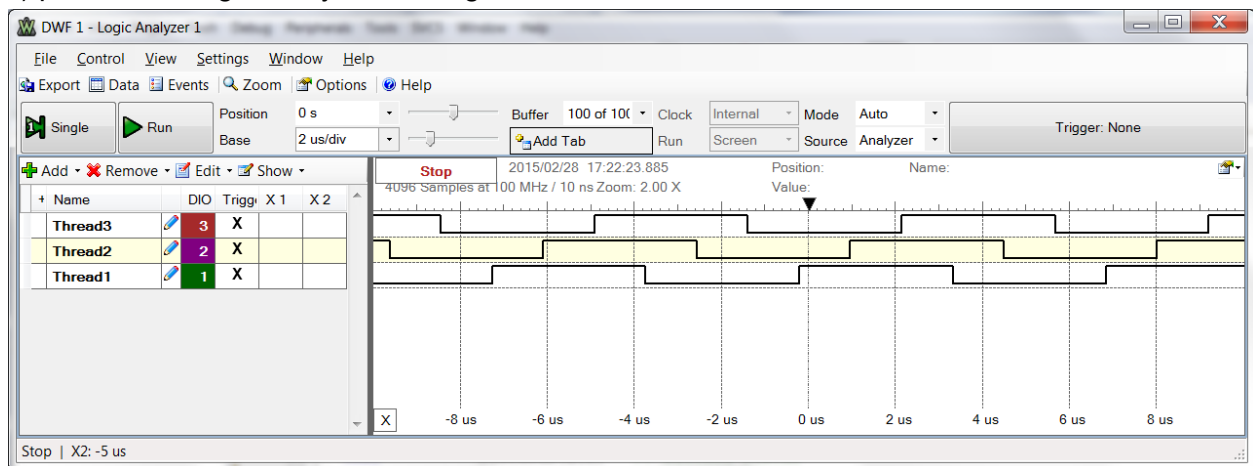 DWF 1 - Logic Analyzer 1
File Control View Settings Window Help
Export Data Events Zoom Options Help
Single Run Position 0 s Buffer 100 of 100 Clock Internal Mode Auto Trigger: None
Base 2 us/div Add Tab Run Screen Source Analyzer
Add Remove Edit Show Stop 2015/02/28 17:22:23.885 Position: Name:
4096 Samples at 100 MHz / 10 ns Zoom: 2.00 X Value:
+ Name DIO Trigg X 1 X 2
Thread3 3 X
Thread2 2 X
Thread1 1 X
X -8 us -6 us -4 us -2 us 0 us 2 us 4 us 6 us 8 us
Stop | X2: -5 us